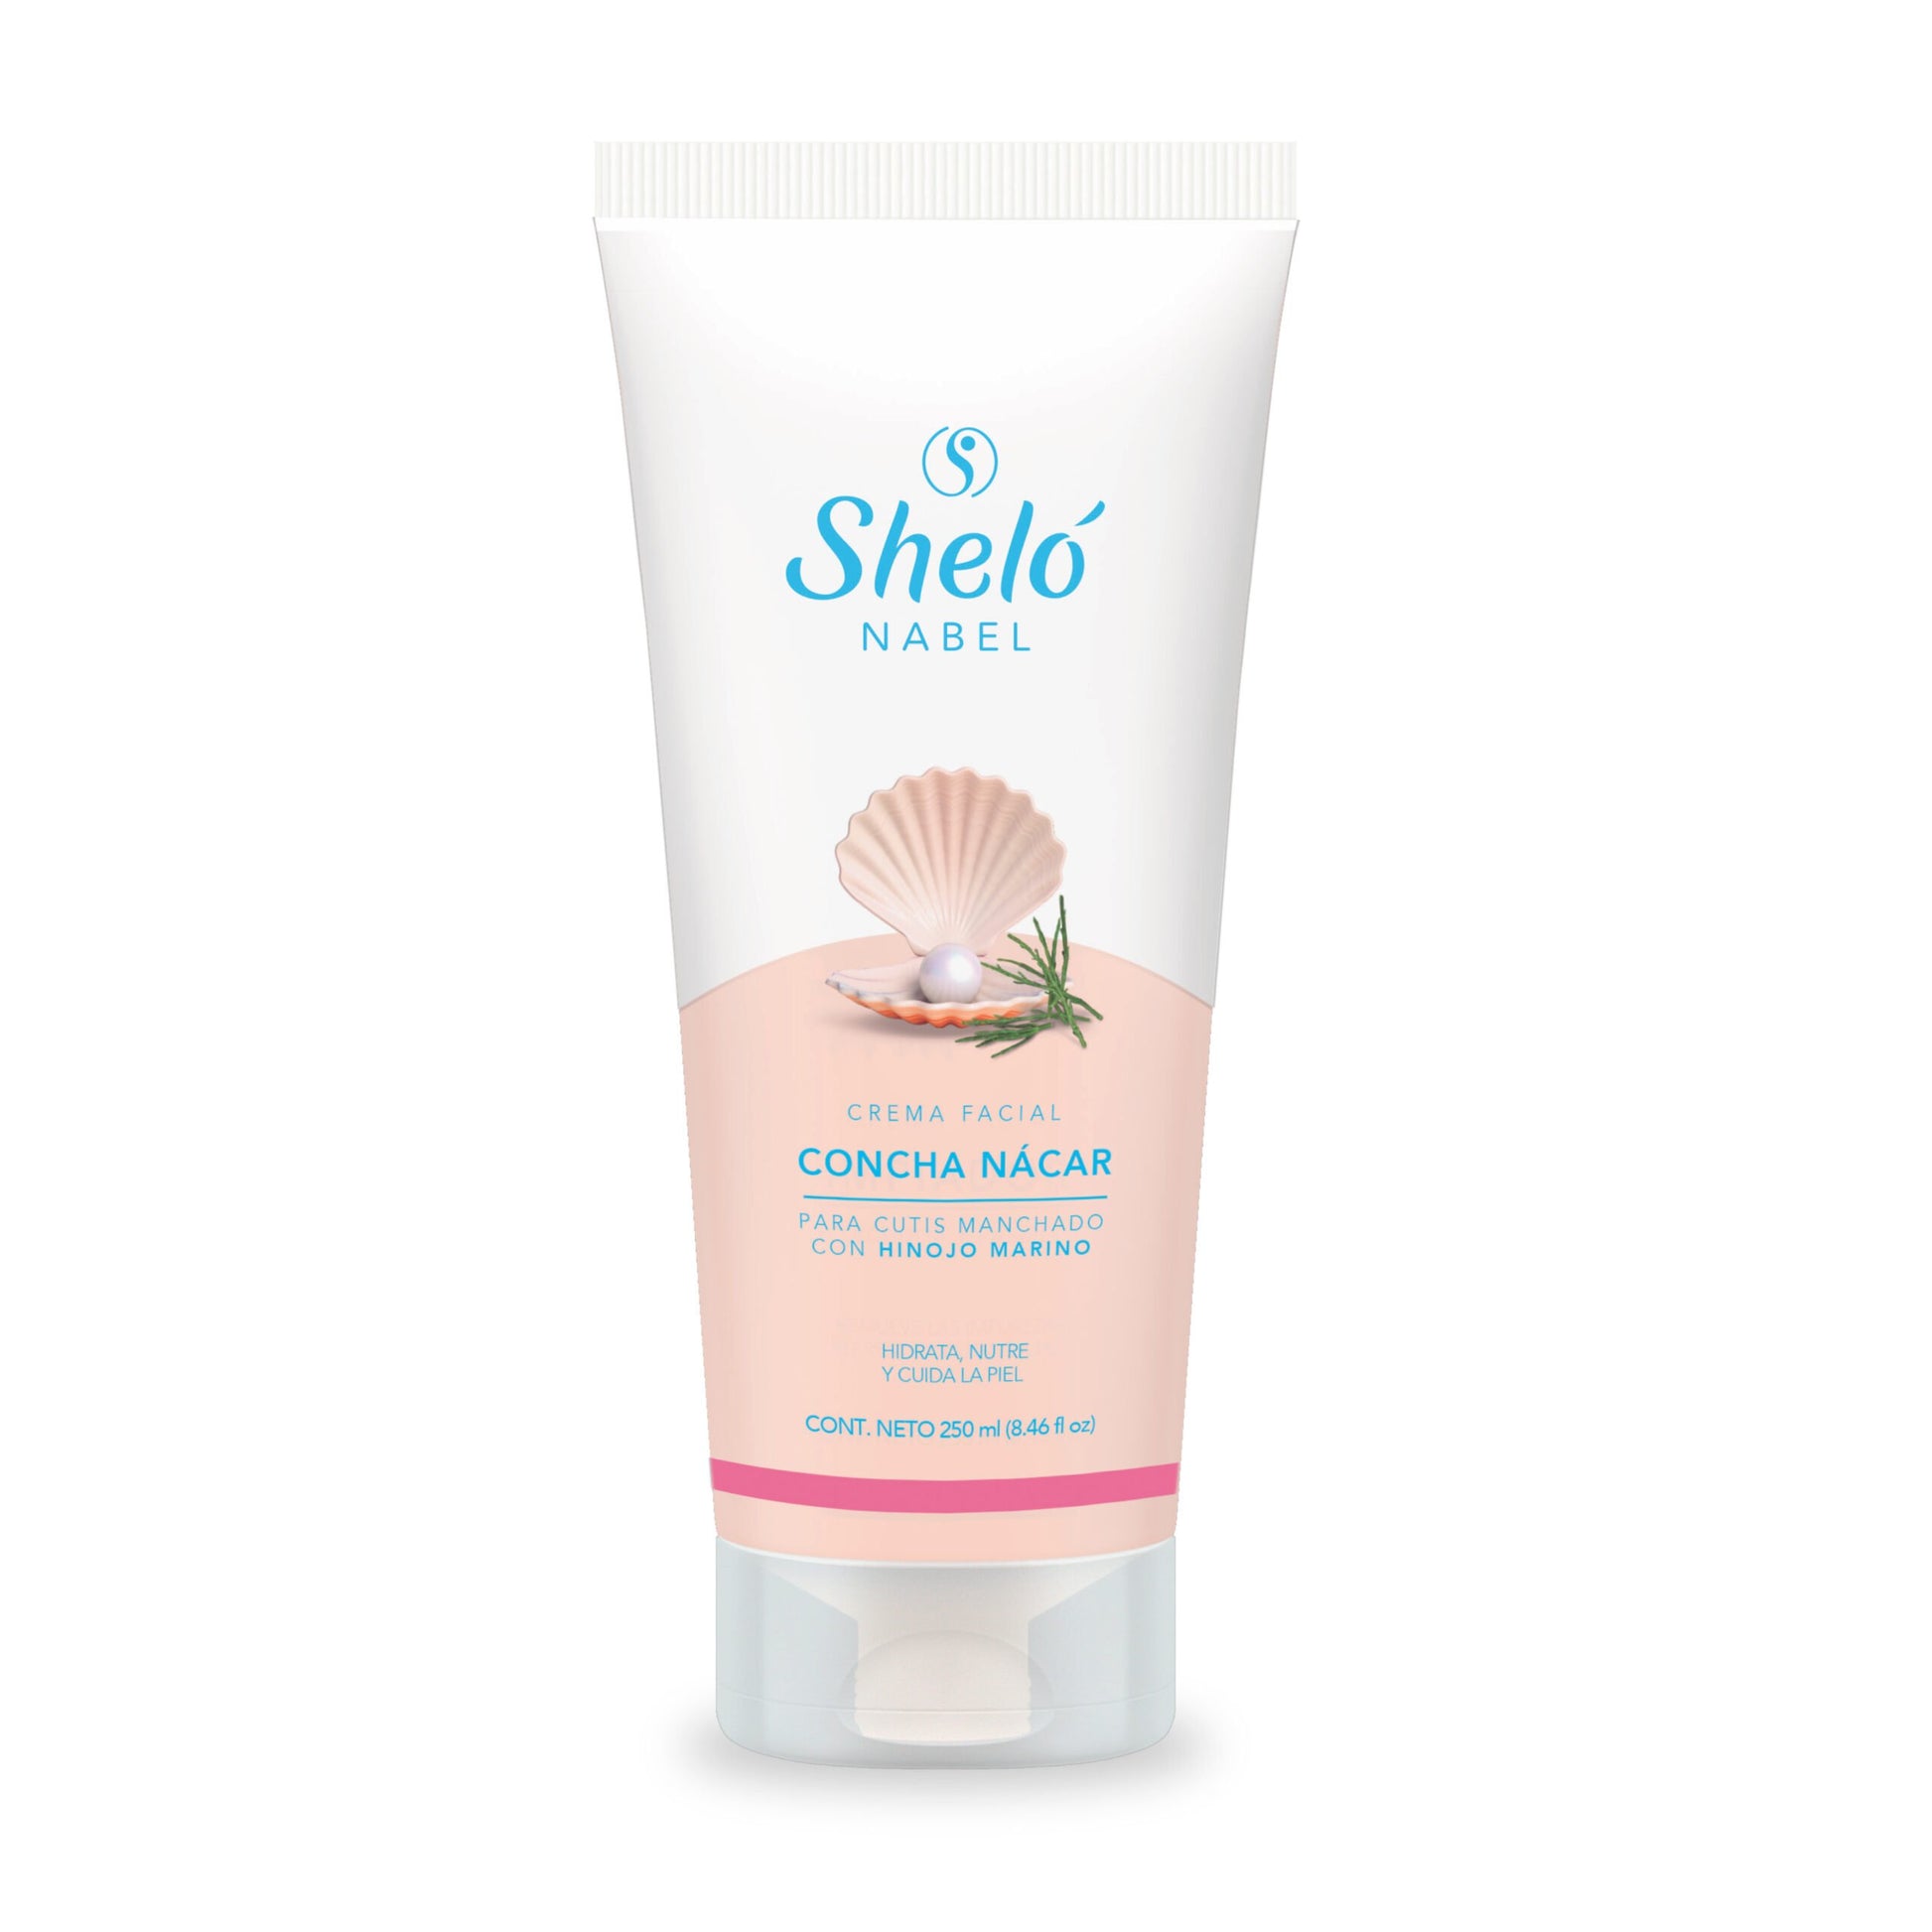 Sheló
NABEL
CREMA FACIAL
CONCHA NÁCAR
PARA CUTIS MANCHADO
CON HINOJO MARINO
HIDRATA, NUTRE
Y CUIDA LA PIEL
CONT. NETO 250 ml (8.46 fl oz)